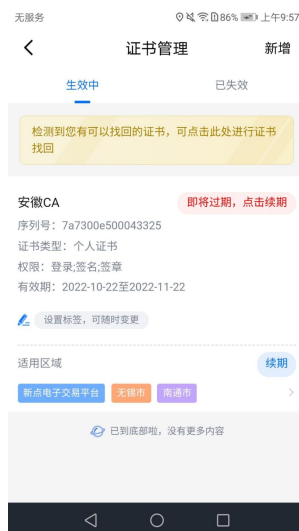 无服务 86% 上午9:57
证书管理 新增
生效中 已失效
检测到您有可以找回的证书，可点击此处进行证书
找回
安徽CA 即将过期，点击续期
序列号：7a7300e500043325
证书类型：个人证书
权限：登录;签名;签章
有效期：2022-10-22至2022-11-22
设置标签，可随时变更
适用区域 续期
新点电子交易平台 无锡市 南通市
已到底部啦，没有更多内容